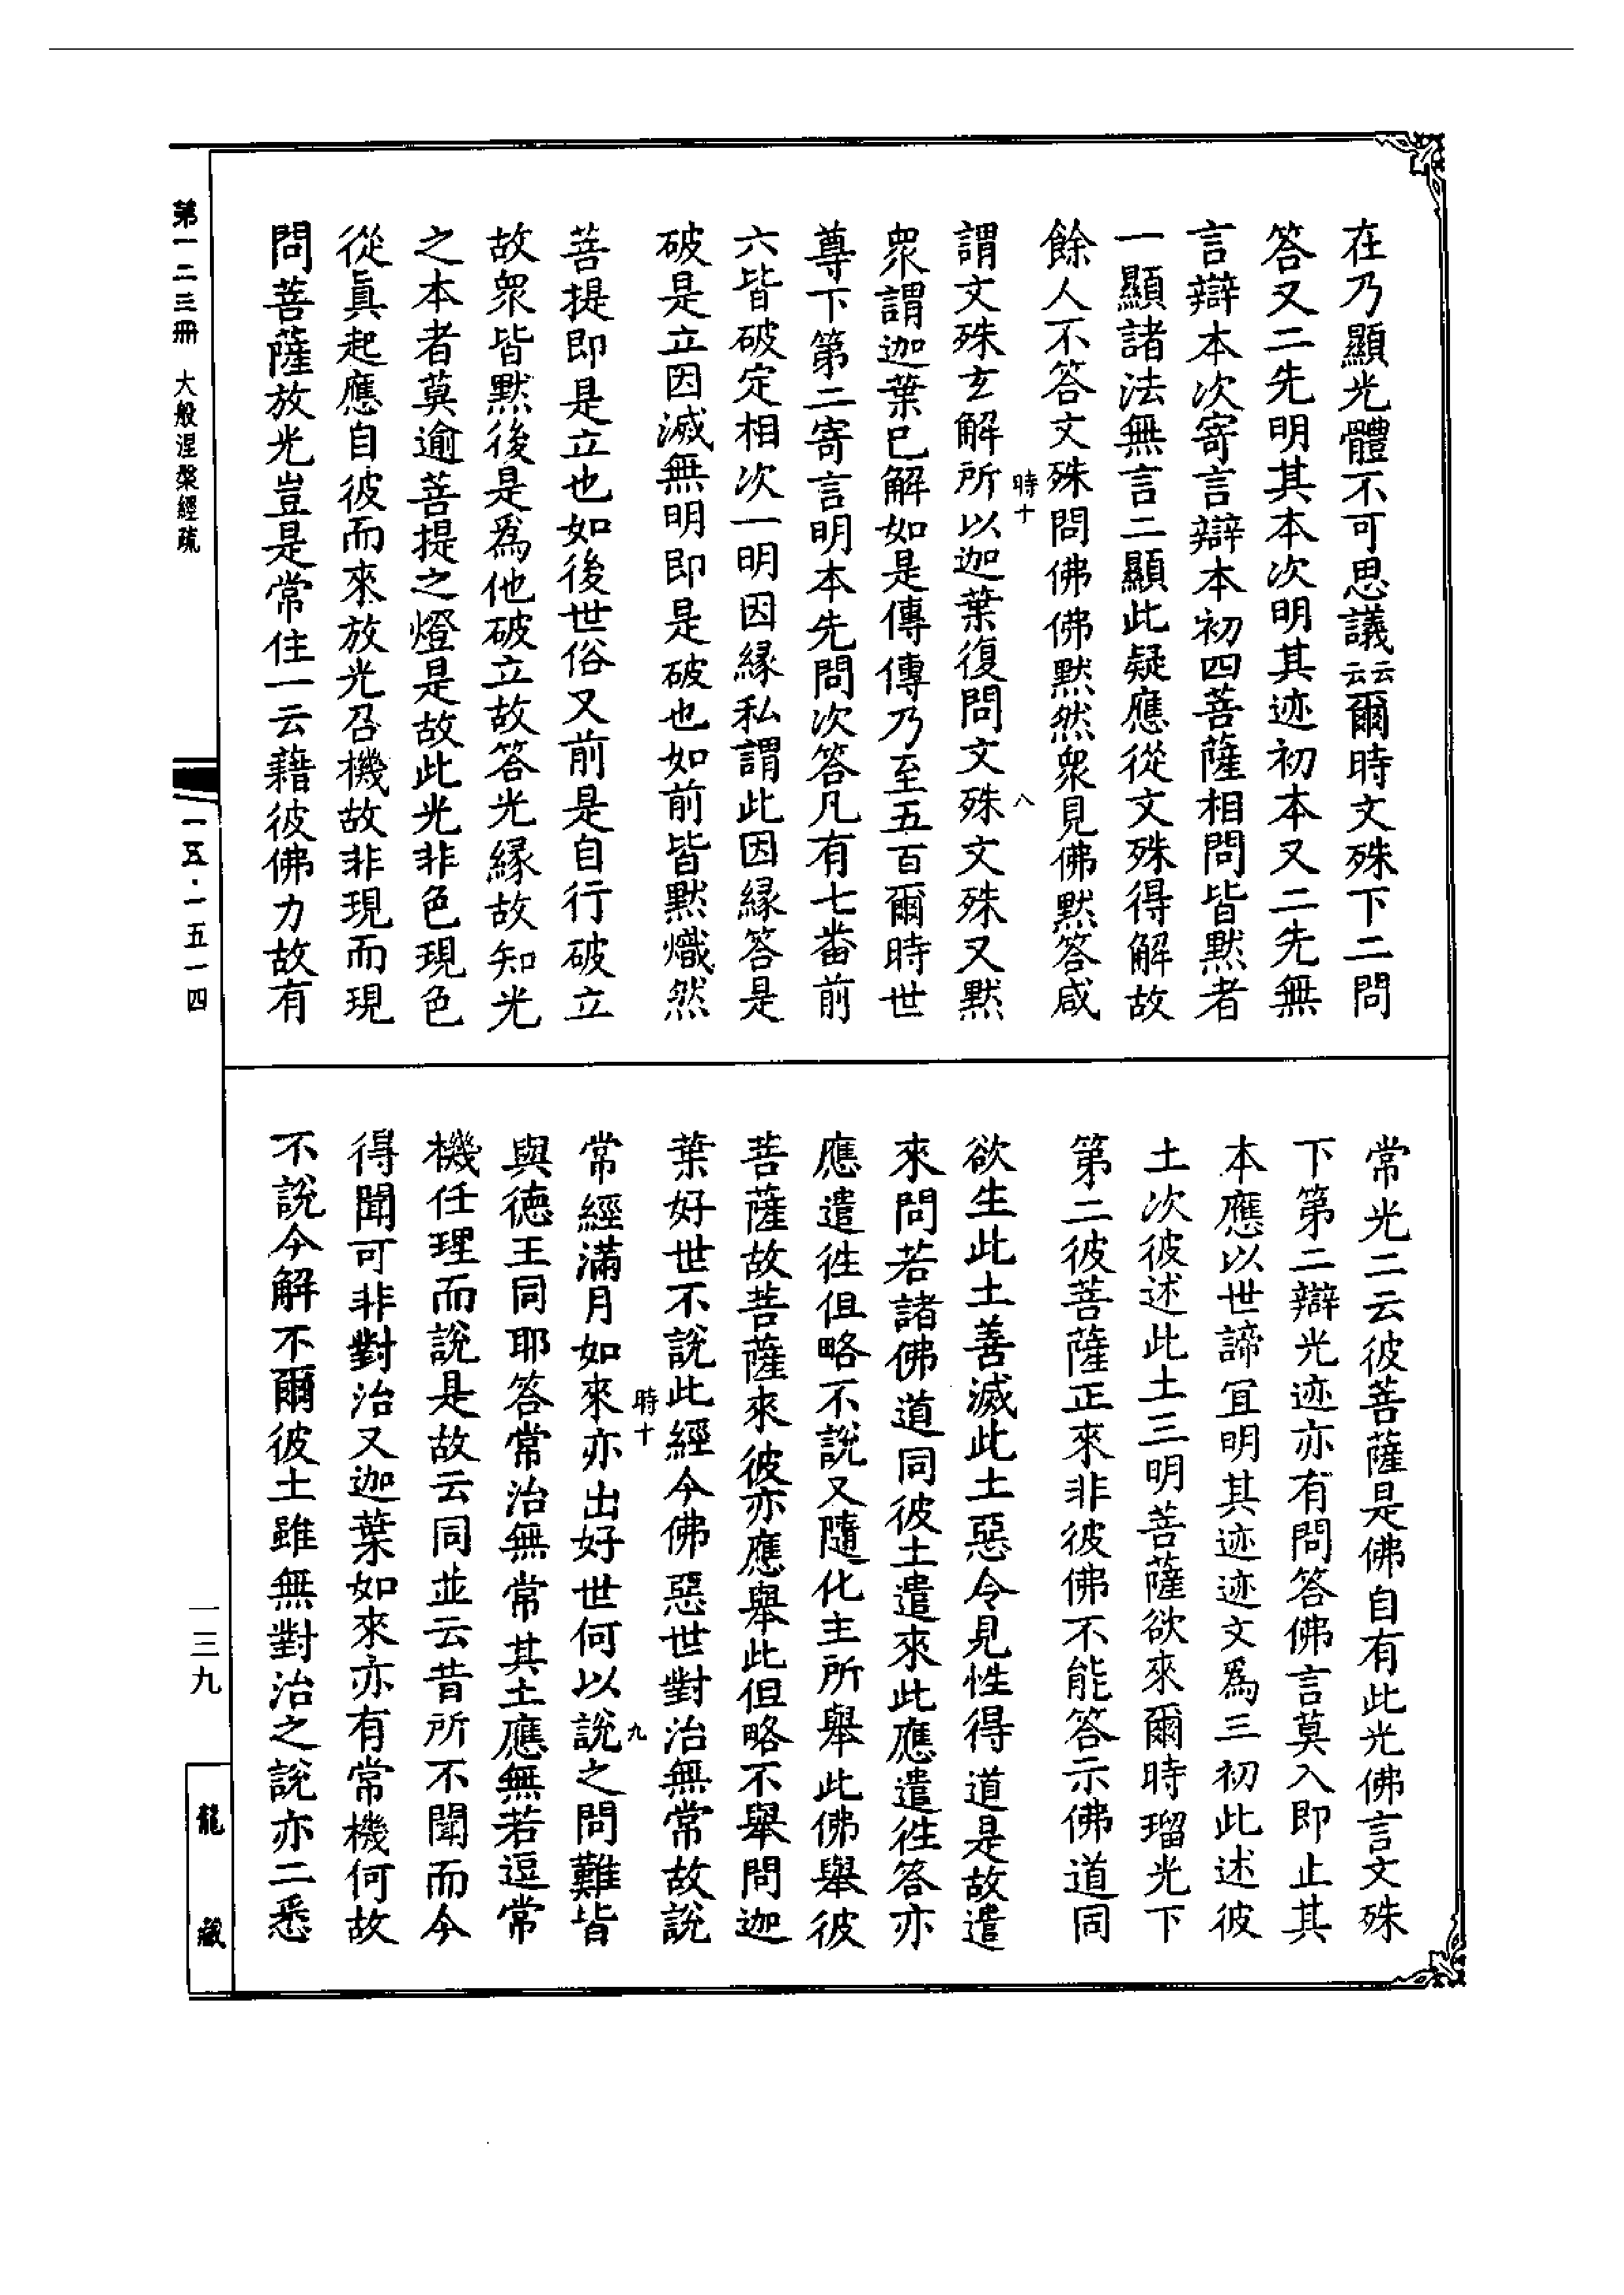 在乃顯光體不可思議云云爾時文殊下二問
答又二先明其本次明其迹初本又二先無
言辯本次寄言辯本初四菩薩相問皆默者
一顯諸法無言二顯此疑應從文殊得解故
餘人不答文殊問佛佛默然衆見佛默答咸
時十 八
謂文殊玄解所以迦葉復問文殊文殊又默
衆謂迦葉已解如是傳傳乃至五百爾時世
尊下第二寄言明本先問次答凡有七番前
六皆破定相次一明因緣私謂此因緣答是
破是立因滅無明即是破也如前皆默熾然
菩提即是立也如後世俗又前是自行破立
故衆皆默後是爲他破立故答光緣故知光
之本者莫逾菩提之燈是故此光非色現色
從眞起應自彼而來放光召機故非現而現
問菩薩放光豈是常住一云藉彼佛力故有
常光二云彼菩薩是佛自有此光佛言文殊
下第二辯光迹亦有問答佛言莫入即止其
本應以世諦宜明其迹迹文爲三初此述彼
土次彼述此土三明菩薩欲來爾時瑠光下
第二彼菩薩正來非彼佛不能答示佛道同
欲生此土善滅此土惡令見性得道是故遣
來問若諸佛道同彼土遣來此應遣往答亦
應遣往但略不說又隨化主所舉此佛舉彼
菩薩故菩薩來彼亦應舉此但略不舉問迦
葉好世不說此經今佛惡世對治無常故說
時十 九
常經滿月如來亦出好世何以說之問難皆
與德王同耶答常治無常其土應無若逗常
機任理而說是故云同並云昔所不聞而今
得聞可非對治又迦葉如來亦有常機何故
不說今解不爾彼土雖無對治之說亦二悉
第一二三冊 大般涅槃經疏
一五·一五一四
一三九
龍藏